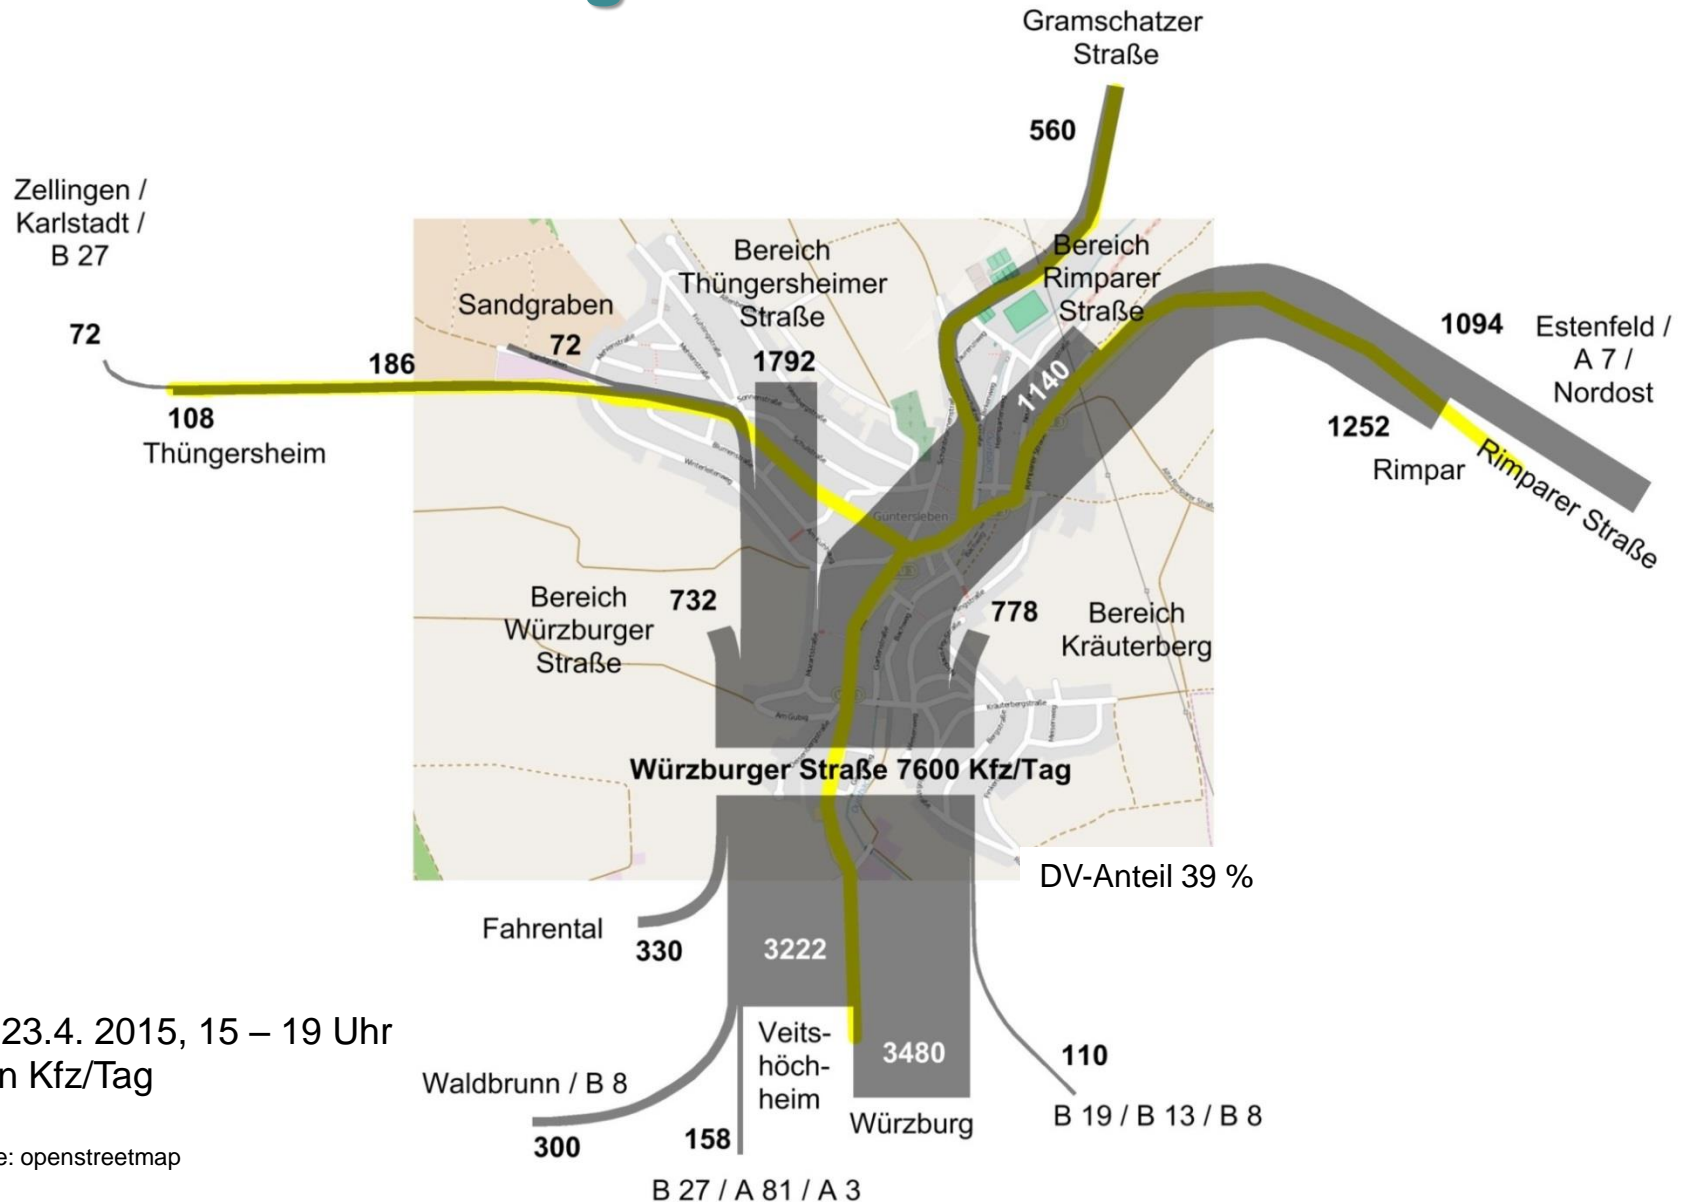 Gramschatzer
Straße
560
Zellingen /
Karlstadt /
B 27
72
186
108
Thüngersheim
Sandgraben
72
Bereich
Thüngersheimer
Straße
1792
Bereich
Rimparer
Straße
1140
1094
Estenfeld /
A 7 /
Nordost
1252
Rimpar
Rimparer Straße
Güntersleben
Bereich
Würzburger
Straße
732
778
Bereich
Kräuterberg
Kräuterbergstraße
Würzburger Straße 7600 Kfz/Tag
DV-Anteil 39 %
Fahrental
330
3222
23.4. 2015, 15 – 19 Uhr
n Kfz/Tag
Waldbrunn / B 8
300
158
B 27 / A 81 / A 3
Veits-
höch-
heim
3480
Würzburg
110
B 19 / B 13 / B 8
e: openstreetmap